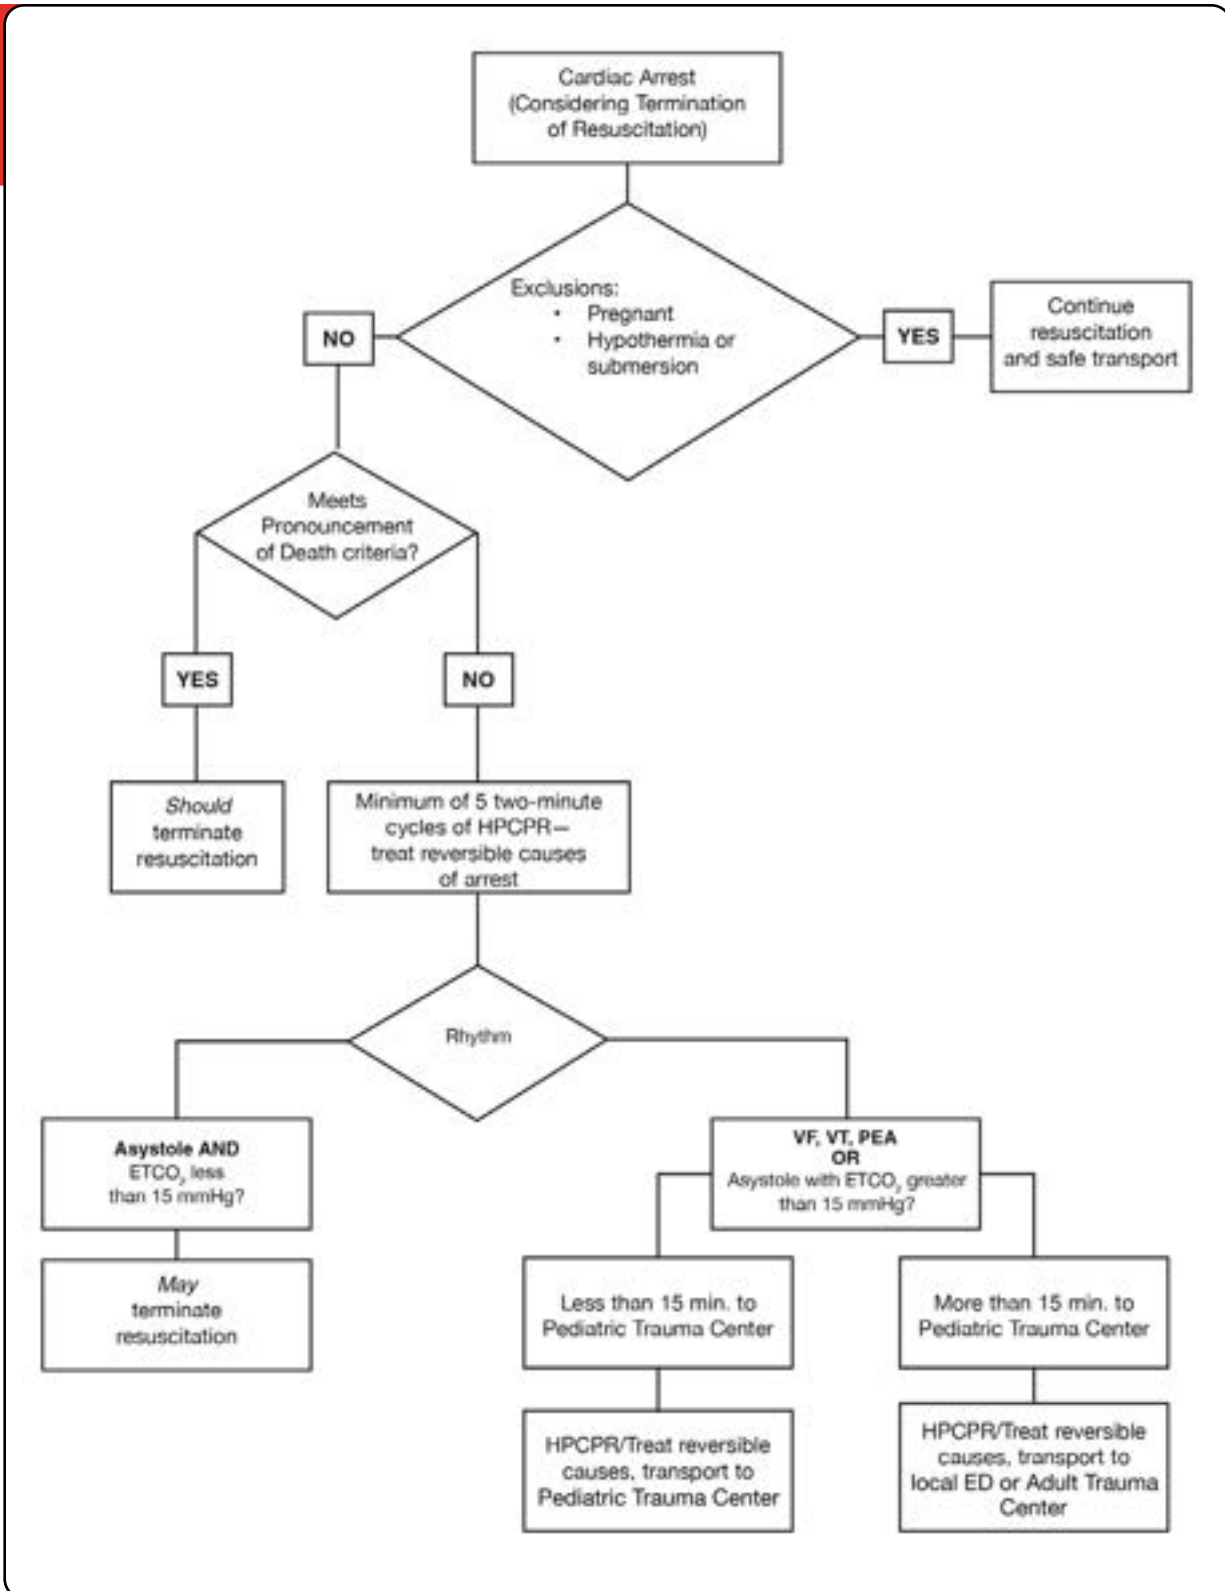 Cardiac Arrest
(Considering Termination
of Resuscitation)
Exclusions:
• Pregnant
• Hypothermia or
submersion
NO
YES
Continue
resuscitation
and safe transport
Meets
Pronouncement
of Death criteria?
YES
NO
Should
terminate
resuscitation
Minimum of 5 two-minute
cycles of HPCPR—
treat reversible causes
of arrest
Rhythm
Asystole AND
ETCO₂ less
than 15 mmHg?
May
terminate
resuscitation
VF, VT, PEA
OR
Asystole with ETCO₂ greater
than 15 mmHg?
Less than 15 min. to
Pediatric Trauma Center
More than 15 min. to
Pediatric Trauma Center
HPCPR/Treat reversible
causes, transport to
Pediatric Trauma Center
HPCPR/Treat reversible
causes, transport to
local ED or Adult Trauma
Center